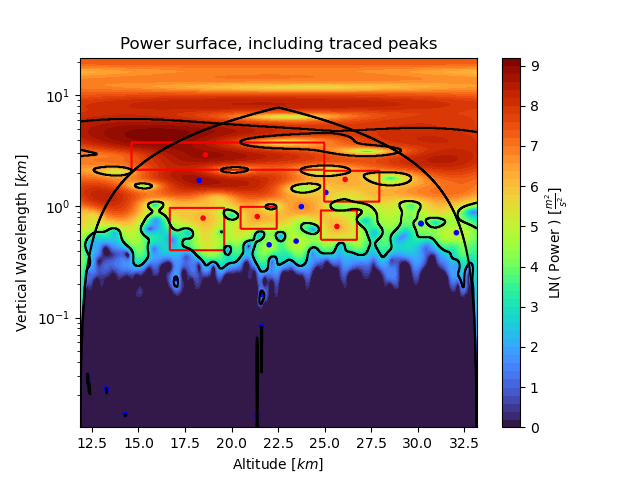 Power surface, including traced peaks
Vertical Wavelength [km]
10¹
10⁰
10⁻¹
12.5 15.0 17.5 20.0 22.5 25.0 27.5 30.0 32.5
Altitude [km]
9
8
7
6
5
4
3
2
1
0
LN( Power ) [m²/s²]